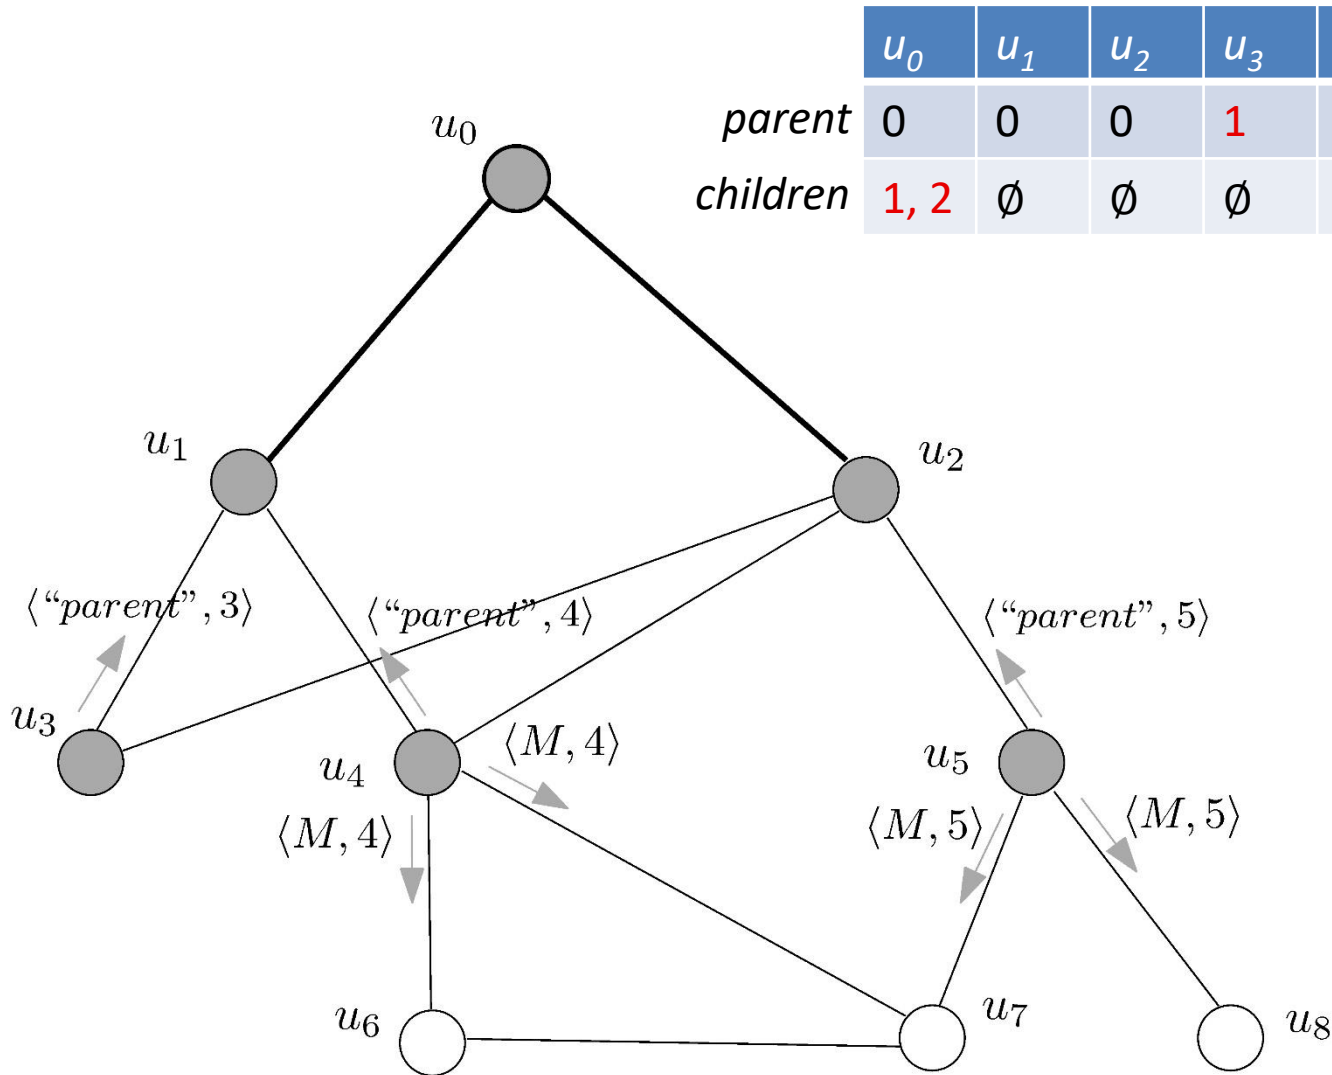 u₀ u₁ u₂ u₃
parent 0 0 0 1
children 1, 2 ∅ ∅ ∅
u₀
u₁
u₂
⟨“parent”, 3⟩
⟨“parent”, 4⟩
⟨“parent”, 5⟩
u₃
u₄
⟨M, 4⟩
u₅
⟨M, 4⟩
⟨M, 5⟩
⟨M, 5⟩
u₆
u₇
u₈